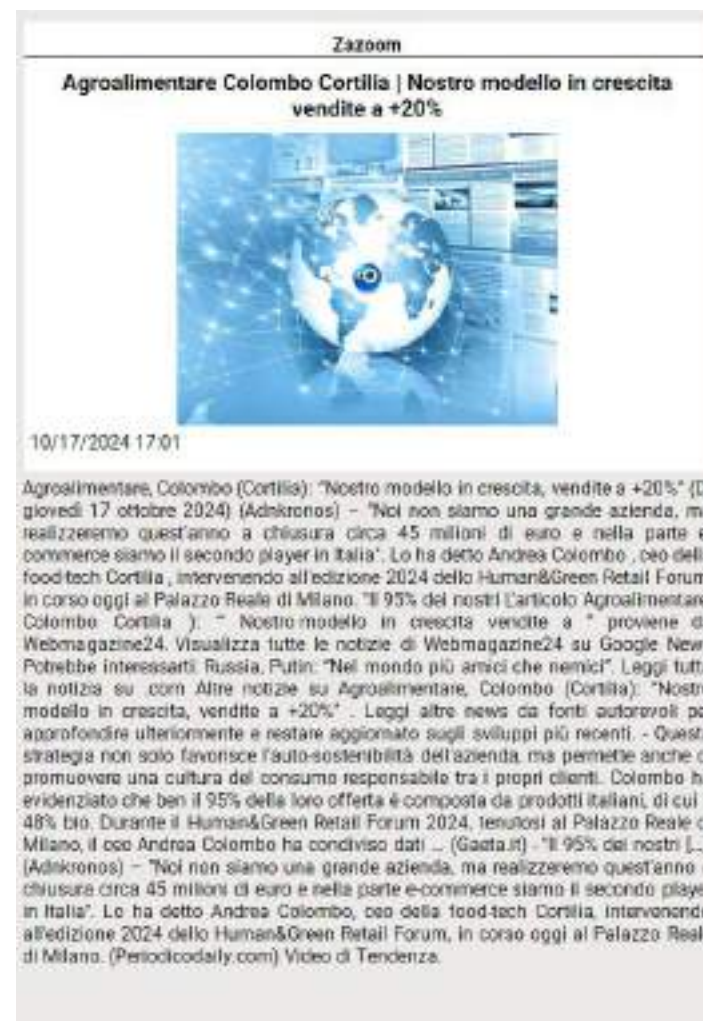 Zazoom
Agroalimentare Colombo Cortilia | Nostro modello in crescita
vendite a +20%
10/17/2024 17:01
Agroalimentare, Colombo (Cortilia): "Nostro modello in crescita, vendite a +20%" (D
giovedì 17 ottobre 2024) (Adnkronos) – "Noi non siamo una grande azienda, m
realizzeremo quest'anno a chiusura circa 45 milioni di euro e nella parte e
commerce siamo il secondo player in Italia". Lo ha detto Andrea Colombo , ceo dell
food-tech Cortilia , intervenendo all'edizione 2024 dello Human&Green Retail Forum
in corso oggi al Palazzo Reale di Milano. "Il 95% dei nostri L'articolo Agroalimentare
Colombo Cortilia ): " Nostro modello in crescita vendite a " proviene d
Webmagazine24. Visualizza tutte le notizie di Webmagazine24 su Google New
Potrebbe interessarti: Russia, Putin: "Nel mondo più amici che nemici". Leggi tutt
la notizia su .com Altre notizie su Agroalimentare, Colombo (Cortilia): "Nostr
modello in crescita, vendite a +20%" . Leggi altre news da fonti autorevoli pe
approfondire ulteriormente e restare aggiornato sugli sviluppi più recenti. - Quest
strategia non solo favorisce l'auto-sostenibilità dell'azienda, ma permette anche d
promuovere una cultura del consumo responsabile tra i propri clienti. Colombo h
evidenziato che ben il 95% della loro offerta è composta da prodotti italiani, di cui
48% bio. Durante il Human&Green Retail Forum 2024, tenutosi al Palazzo Reale d
Milano, il ceo Andrea Colombo ha condiviso dati ... (Gaeta.it) - "Il 95% dei nostri [...
(Adnkronos) – "Noi non siamo una grande azienda, ma realizzeremo quest'anno
chiusura circa 45 milioni di euro e nella parte e-commerce siamo il secondo playe
in Italia". Lo ha detto Andrea Colombo, ceo della food-tech Cortilia, intervenend
all'edizione 2024 dello Human&Green Retail Forum, in corso oggi al Palazzo Real
di Milano. (Periodicodaily.com) Video di Tendenza.